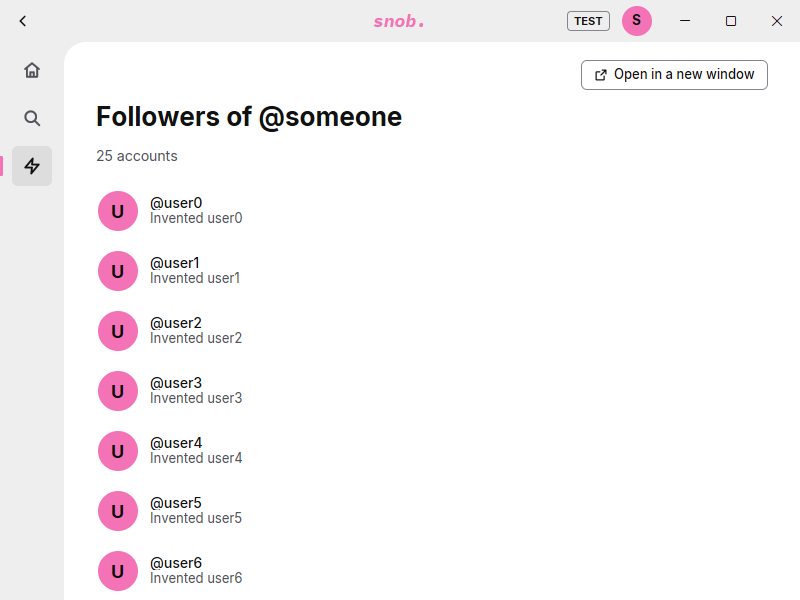 snob.
TEST
S
Open in a new window
Followers of @someone
25 accounts
U
@user0
Invented user0
U
@user1
Invented user1
U
@user2
Invented user2
U
@user3
Invented user3
U
@user4
Invented user4
U
@user5
Invented user5
U
@user6
Invented user6